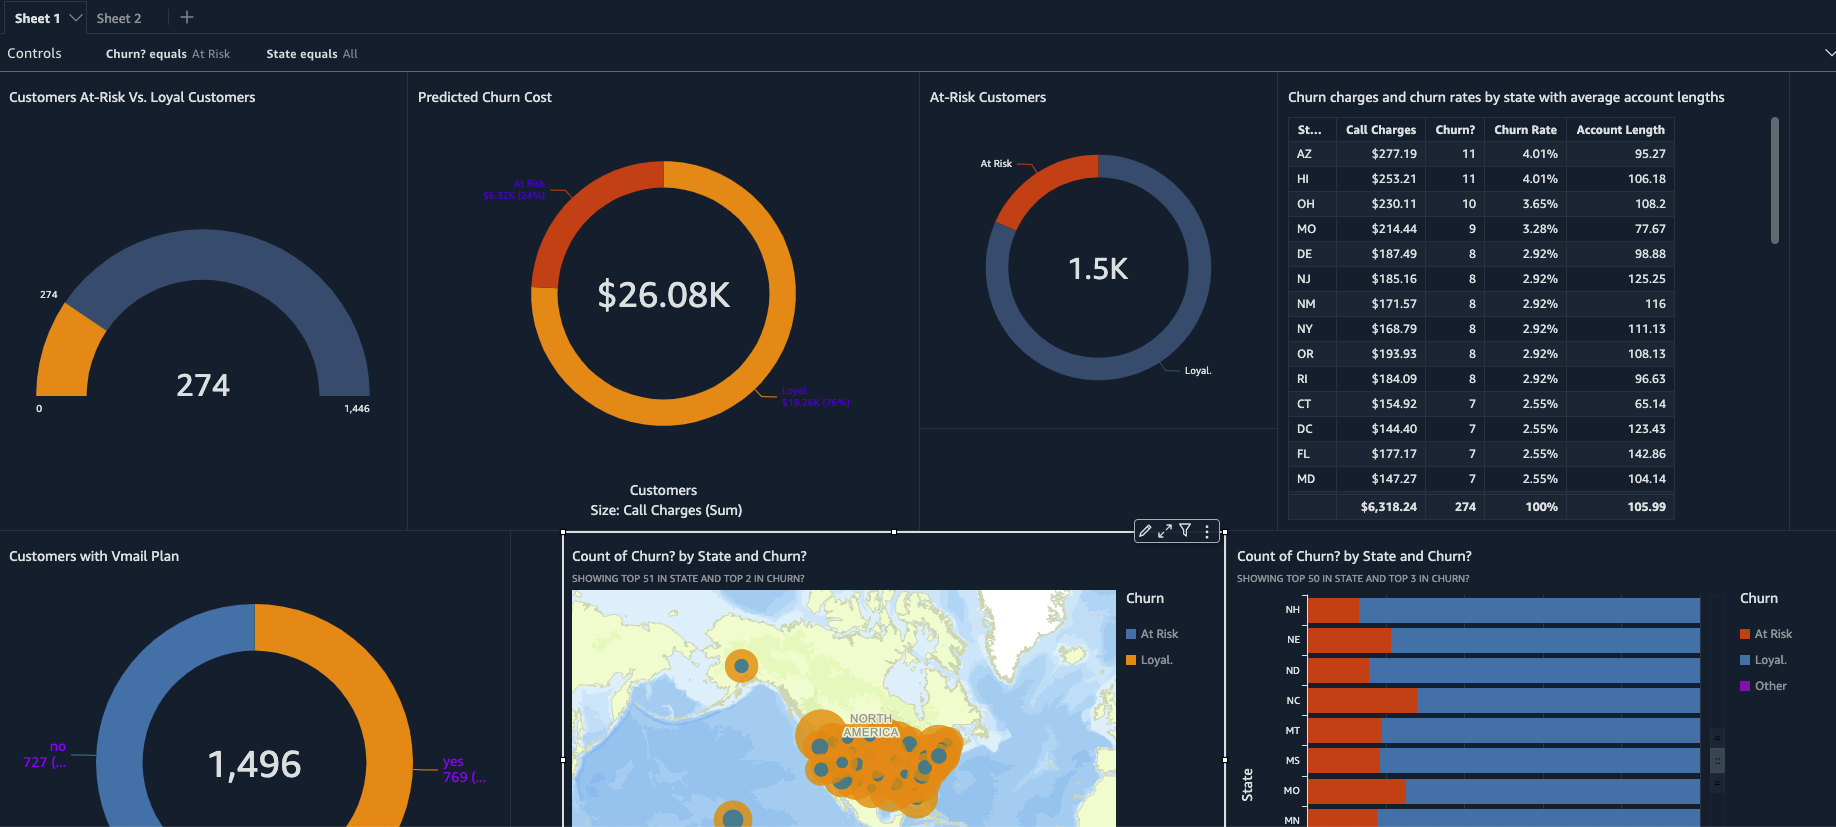 Sheet 1
Sheet 2
Controls
Churn? equals At Risk
State equals All
Customers At-Risk Vs. Loyal Customers
274
274
0
1,446
Predicted Churn Cost
At Risk
$6.32K (24%)
$26.08K
Loyal.
$19.76K (76%)
Customers
Size: Call Charges (Sum)
At-Risk Customers
At Risk
1.5K
Loyal.
Churn charges and churn rates by state with average account lengths
St... Call Charges Churn? Churn Rate Account Length
AZ $277.19 11 4.01% 95.27
HI $253.21 11 4.01% 106.18
OH $230.11 10 3.65% 108.2
MO $214.44 9 3.28% 77.67
DE $187.49 8 2.92% 98.88
NJ $185.16 8 2.92% 125.25
NM $171.57 8 2.92% 116
NY $168.79 8 2.92% 111.13
OR $193.93 8 2.92% 108.13
RI $184.09 8 2.92% 96.63
CT $154.92 7 2.55% 65.14
DC $144.40 7 2.55% 123.43
FL $177.17 7 2.55% 142.86
MD $147.27 7 2.55% 104.14
$6,318.24 274 100% 105.99
Customers with Vmail Plan
no
727 (...
1,496
yes
769 (...
Count of Churn? by State and Churn?
SHOWING TOP 51 IN STATE AND TOP 2 IN CHURN?
NORTH
AMERICA
Churn
At Risk
Loyal.
Count of Churn? by State and Churn?
SHOWING TOP 50 IN STATE AND TOP 3 IN CHURN?
State
NH
NE
ND
NC
MT
MS
MO
MN
Churn
At Risk
Loyal.
Other